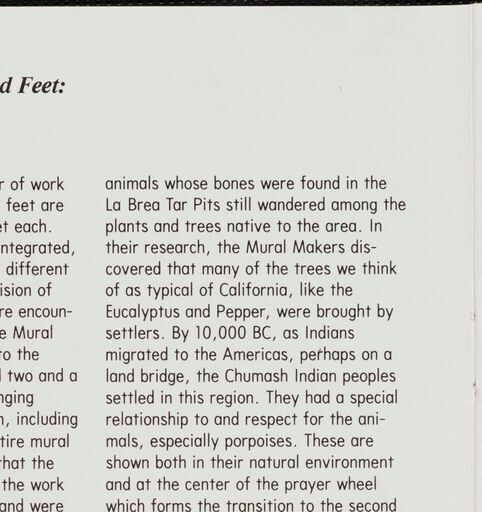 d Feet:
r of work
feet are
et each.
ntegrated,
different
ision of
re encoun-
e Mural
to the
two and a
nging
n, including
tire mural
that the
the work
and were
animals whose bones were found in the
La Brea Tar Pits still wandered among the
plants and trees native to the area. In
their research, the Mural Makers dis-
covered that many of the trees we think
of as typical of California, like the
Eucalyptus and Pepper, were brought by
settlers. By 10,000 BC, as Indians
migrated to the Americas, perhaps on a
land bridge, the Chumash Indian peoples
settled in this region. They had a special
relationship to and respect for the ani-
mals, especially porpoises. These are
shown both in their natural environment
and at the center of the prayer wheel
which forms the transition to the second